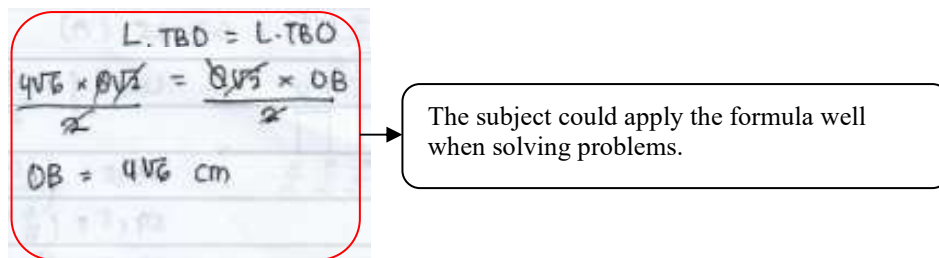 L. TBD = L. TBO
4√6 × 8√2 = 8√2 × OB
2 2
OB = 4√6 cm
The subject could apply the formula well
when solving problems.